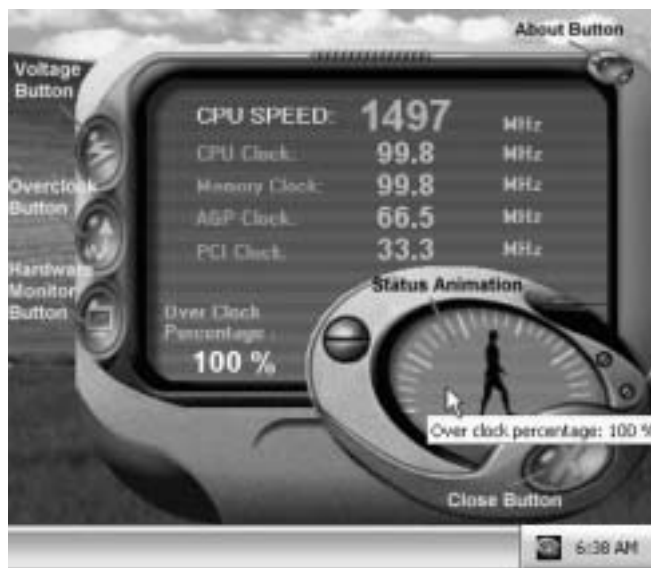 About Button
Voltage
Button
CPU SPEED: 1497 MHz
CPU Clock: 99.8 MHz
Memory Clock: 99.8 MHz
Overclock
Button
AGP Clock: 66.5 MHz
PCI Clock: 33.3 MHz
Hardware
Monitor
Button
Status Animation
Over Clock
Percentage :
100 %
Over clock percentage: 100 %
Close Button
6:38 AM